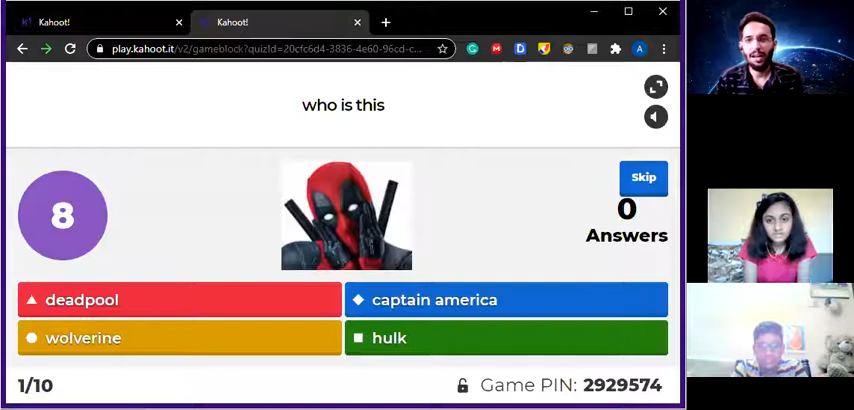 Kahoot!
Kahoot!
play.kahoot.it/v2/gameblock?quizId=20cfc6d4-3836-4e60-96cd-c...
A
who is this
8
Skip
0
Answers
deadpool
captain america
wolverine
hulk
1/10
Game PIN: 2929574